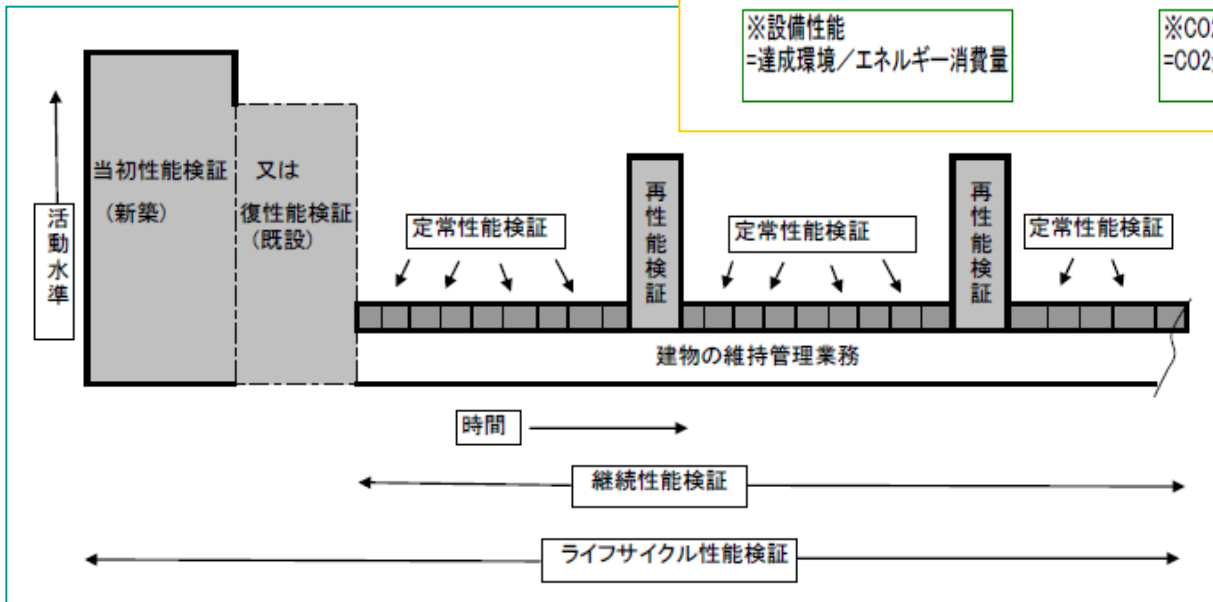 ※設備性能
=達成環境／エネルギー消費量
※CO2
=CO2
活動水準
当初性能検証
（新築）
又は
復性能検証
（既設）
定常性能検証
再性能検証
定常性能検証
再性能検証
定常性能検証
建物の維持管理業務
時間
継続性能検証
ライフサイクル性能検証